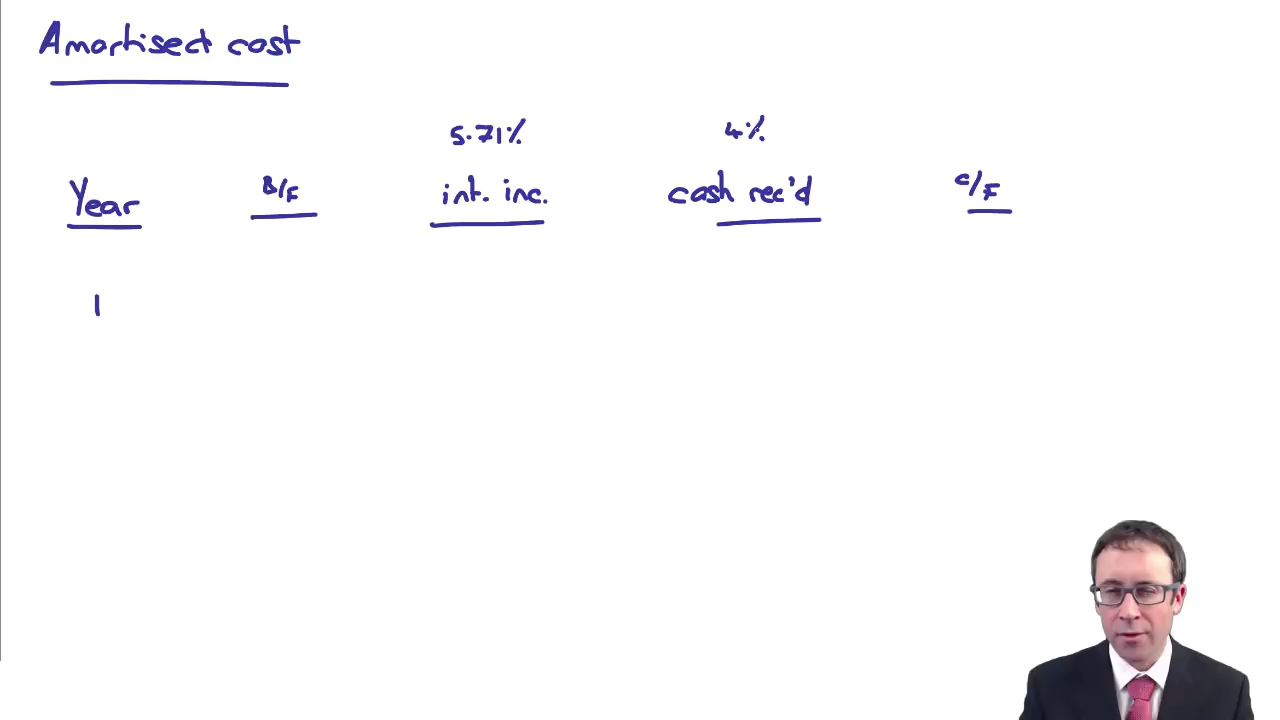 Amortised cost
5.71% 4%
Year B/F int. inc. cash rec'd C/F
1